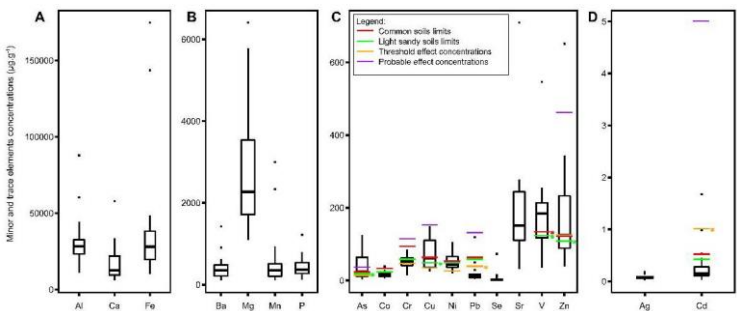 A
B
C
D
Minor and trace elements concentrations (µg.g⁻¹)
150000
100000
50000
0
6000
4000
2000
0
600
400
200
0
5
4
3
2
1
0
Legend:
Common soils limits
Light sandy soils limits
Threshold effect concentrations
Probable effect concentrations
Al Ca Fe
Ba Mg Mn P
As Co Cr Cu Ni Pb Se Sr V Zn
Ag Cd